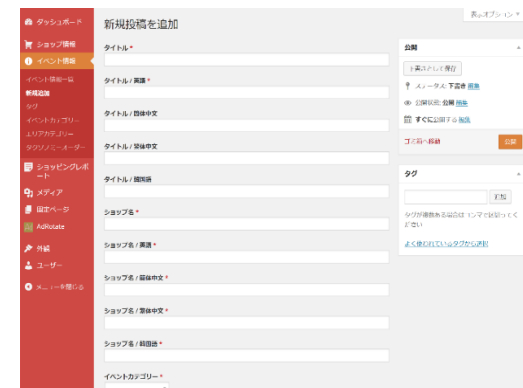 表示オプション
新規投稿を追加
ダッシュボード
ショップ情報
イベント情報
イベント情報一覧
新規追加
タグ
イベントカテゴリー
エリアカテゴリー
タクソノミーオーダー
ショッピングレポ
ート
メディア
固定ページ
AdRotate
外観
ユーザー
メニューを閉じる
タイトル *
タイトル / 英語 *
タイトル / 簡体中文
タイトル / 繁体中文
タイトル / 韓国語
ショップ名 *
ショップ名 / 英語 *
ショップ名 / 簡体中文 *
ショップ名 / 繁体中文 *
ショップ名 / 韓国語 *
イベントカテゴリー *
公開
下書きとして保存
ステータス: 下書き 編集
公開状態: 公開 編集
すぐに公開する 編集
ゴミ箱へ移動
公開
タグ
追加
タグが複数ある場合はコンマで区切ってく
ださい
よく使われているタグから選択